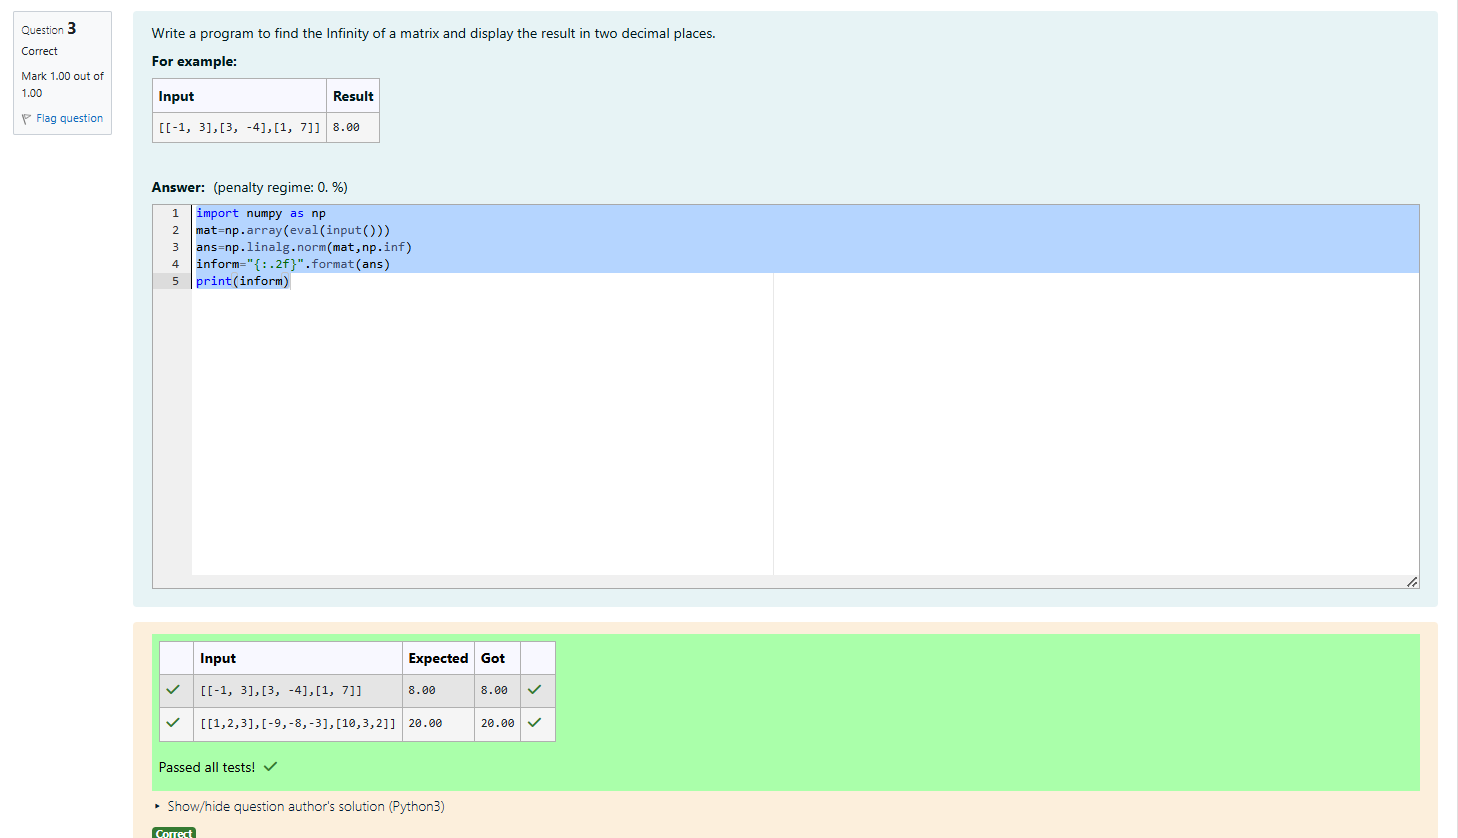 Question 3
Correct
Mark 1.00 out of
1.00
Flag question
Write a program to find the Infinity of a matrix and display the result in two decimal places.
For example:
Input Result
[[-1, 3],[3, -4],[1, 7]] 8.00
Answer: (penalty regime: 0. %)
1 import numpy as np
2 mat=np.array(eval(input()))
3 ans=np.linalg.norm(mat,np.inf)
4 inform="{:.2f}".format(ans)
5 print(inform)
Input Expected Got
[[-1, 3],[3, -4],[1, 7]] 8.00 8.00
[[1,2,3],[-9,-8,-3],[10,3,2]] 20.00 20.00
Passed all tests!
Show/hide question author's solution (Python3)
Correct